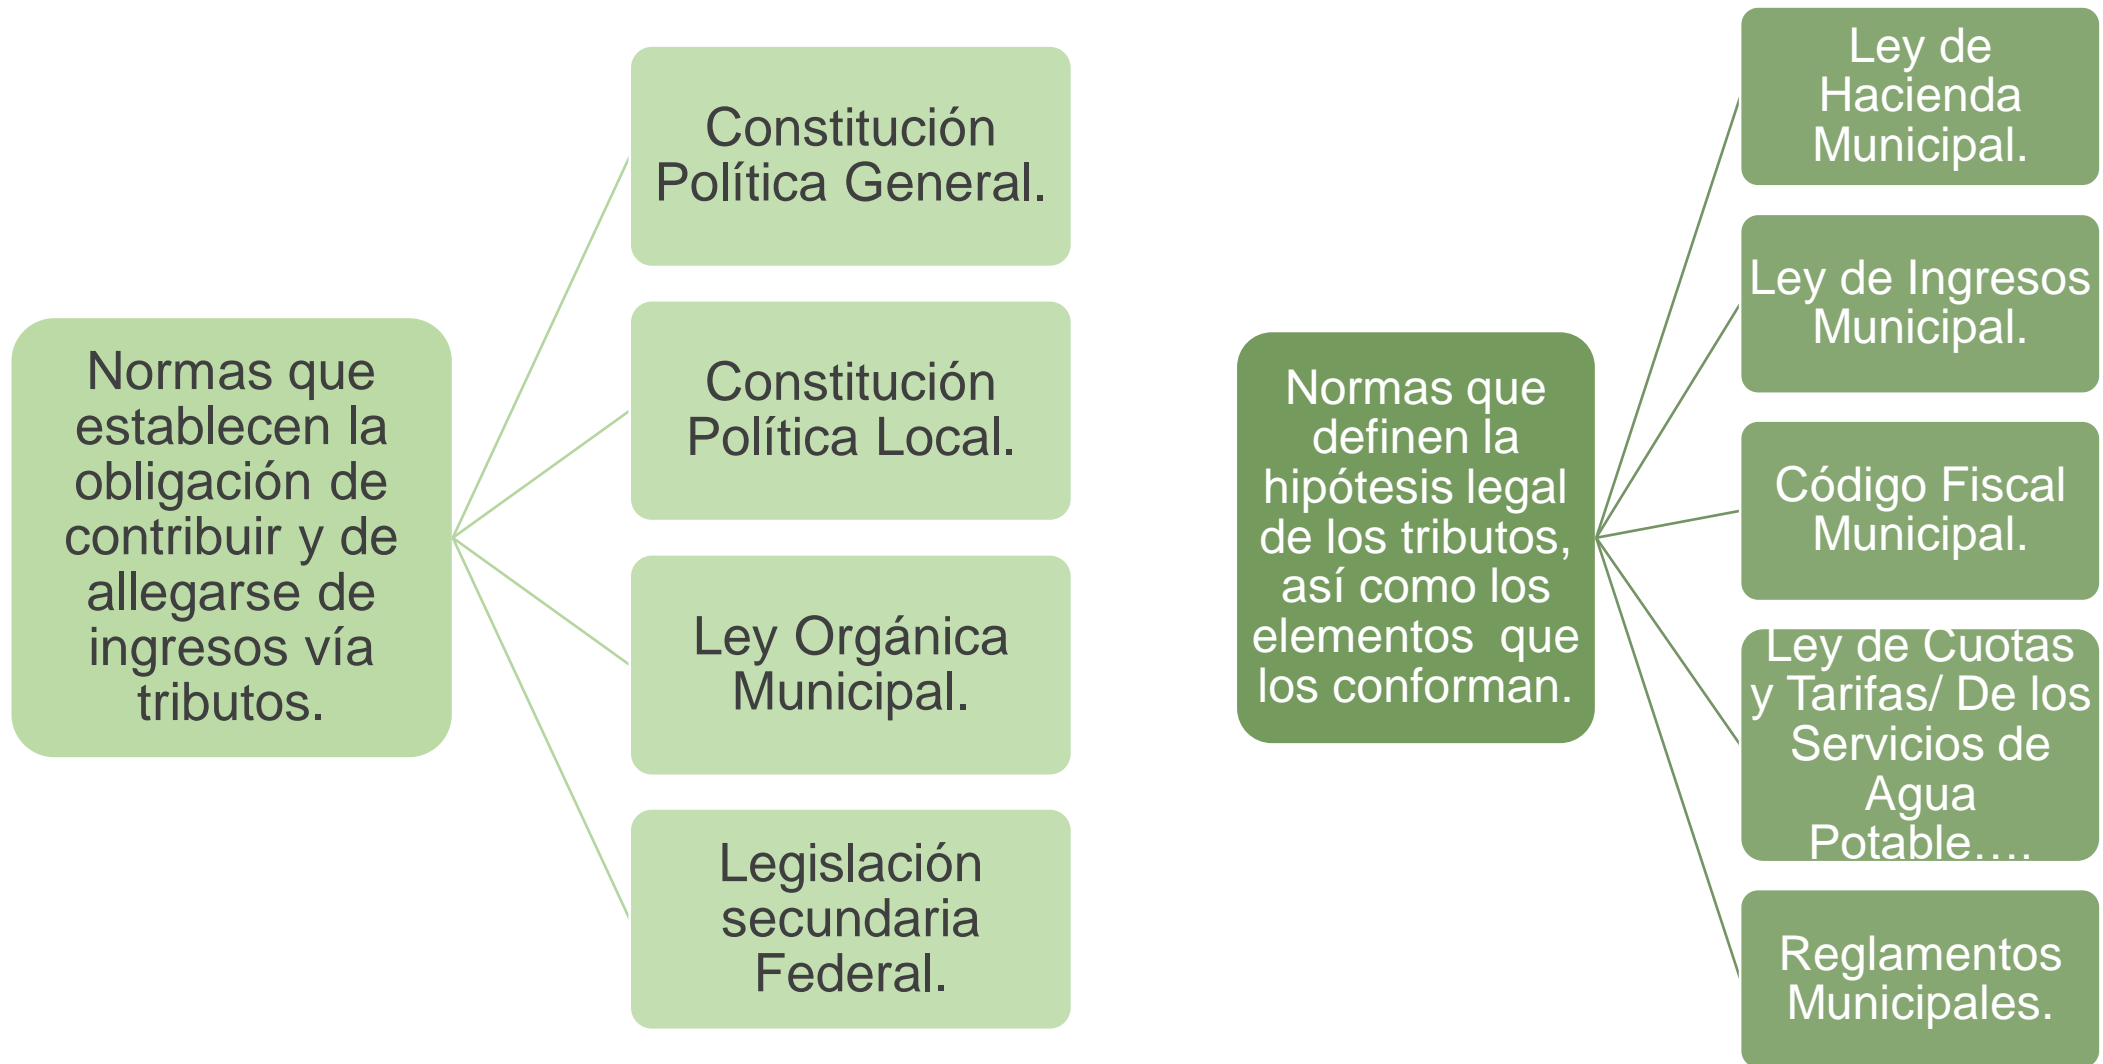 Normas que
establecen la
obligación de
contribuir y de
allegarse de
ingresos vía
tributos.
Constitución
Política General.
Constitución
Política Local.
Ley Orgánica
Municipal.
Legislación
secundaria
Federal.
Normas que
definen la
hipótesis legal
de los tributos,
así como los
elementos  que
los conforman.
Ley de
Hacienda
Municipal.
Ley de Ingresos
Municipal.
Código Fiscal
Municipal.
Ley de Cuotas
y Tarifas/ De los
Servicios de
Agua
Potable….
Reglamentos
Municipales.